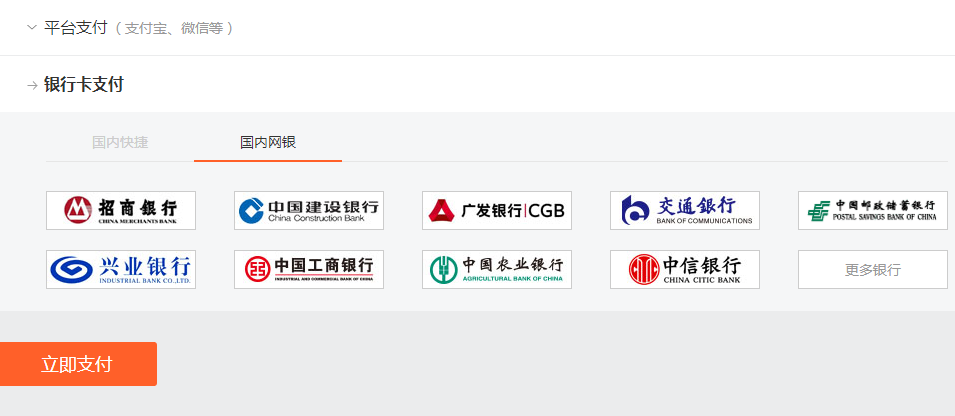 平台支付（支付宝、微信等）
银行卡支付
国内快捷 国内网银
招商银行 中国建设银行 广发银行|CGB 交通银行 中国邮政储蓄银行
CHINA MERCHANTS BANK China Construction Bank BANK OF COMMUNICATIONS POSTAL SAVINGS BANK OF CHINA
兴业银行 中国工商银行 中国农业银行 中信银行 更多银行
INDUSTRIAL BANK CO.,LTD. INDUSTRIAL AND COMMERCIAL BANK OF CHINA AGRICULTURAL BANK OF CHINA CHINA CITIC BANK
立即支付